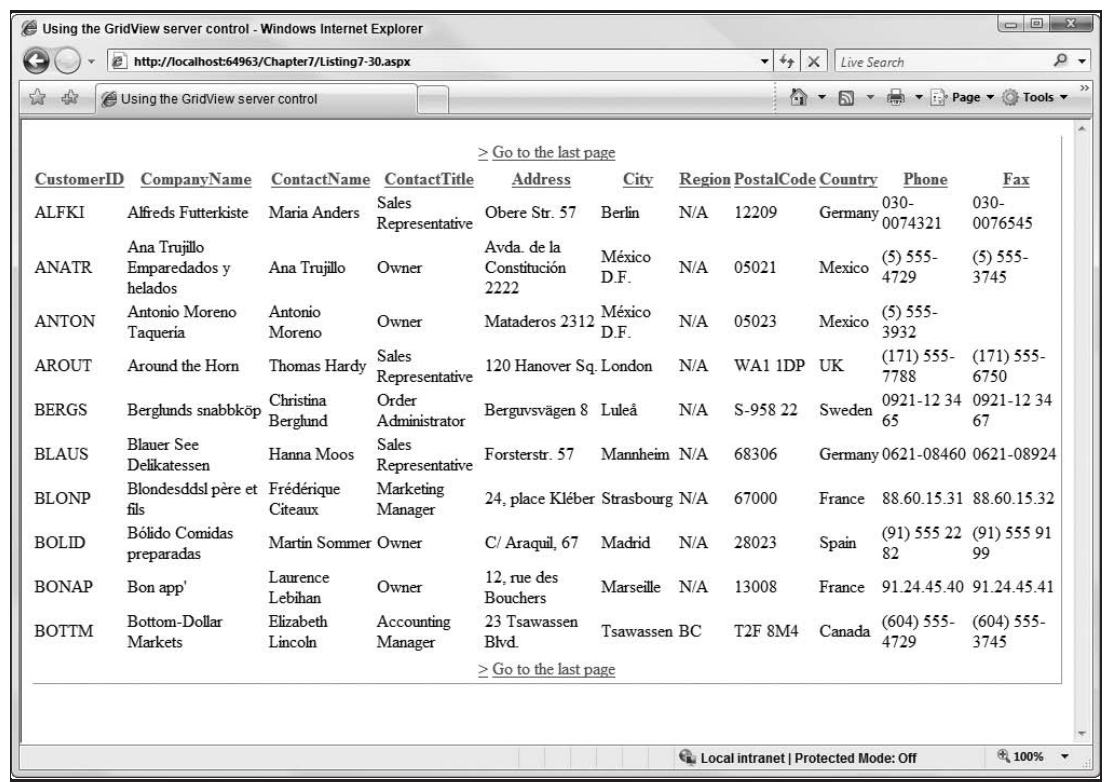 Using the GridView server control - Windows Internet Explorer
http://localhost:64963/Chapter7/Listing7-30.aspx
Live Search
Using the GridView server control
Page
Tools
> Go to the last page
CustomerID CompanyName ContactName ContactTitle Address City Region PostalCode Country Phone Fax
ALFKI Alfreds Futterkiste Maria Anders Sales Representative Obere Str. 57 Berlin N/A 12209 Germany 030-0074321 030-0076545
ANATR Ana Trujillo Emparedados y helados Ana Trujillo Owner Avda. de la Constitución 2222 México D.F. N/A 05021 Mexico (5) 555-4729 (5) 555-3745
ANTON Antonio Moreno Taquería Antonio Moreno Owner Mataderos 2312 México D.F. N/A 05023 Mexico (5) 555-3932
AROUT Around the Horn Thomas Hardy Sales Representative 120 Hanover Sq. London N/A WA1 1DP UK (171) 555-7788 (171) 555-6750
BERGS Berglunds snabbköp Christina Berglund Order Administrator Berguvsvägen 8 Luleå N/A S-958 22 Sweden 0921-12 34 65 0921-12 34 67
BLAUS Blauer See Delikatessen Hanna Moos Sales Representative Forsterstr. 57 Mannheim N/A 68306 Germany 0621-08460 0621-08924
BLONP Blondesddsl père et fils Frédérique Citeaux Marketing Manager 24, place Kléber Strasbourg N/A 67000 France 88.60.15.31 88.60.15.32
BOLID Bólido Comidas preparadas Martín Sommer Owner C/ Araquil, 67 Madrid N/A 28023 Spain (91) 555 22 82 (91) 555 91 99
BONAP Bon app' Laurence Lebihan Owner 12, rue des Bouchers Marseille N/A 13008 France 91.24.45.40 91.24.45.41
BOTTM Bottom-Dollar Markets Elizabeth Lincoln Accounting Manager 23 Tsawassen Blvd. Tsawassen BC T2F 8M4 Canada (604) 555-4729 (604) 555-3745
> Go to the last page
Local intranet | Protected Mode: Off
100%